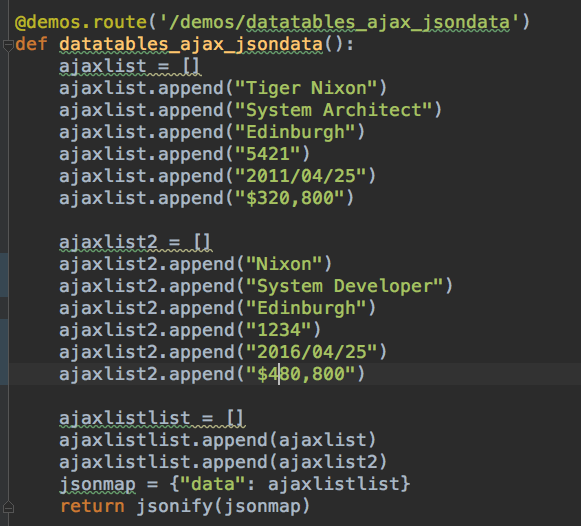 @demos.route('/demos/datatables_ajax_jsondata')
def datatables_ajax_jsondata():
    ajaxlist = []
    ajaxlist.append("Tiger Nixon")
    ajaxlist.append("System Architect")
    ajaxlist.append("Edinburgh")
    ajaxlist.append("5421")
    ajaxlist.append("2011/04/25")
    ajaxlist.append("$320,800")

    ajaxlist2 = []
    ajaxlist2.append("Nixon")
    ajaxlist2.append("System Developer")
    ajaxlist2.append("Edinburgh")
    ajaxlist2.append("1234")
    ajaxlist2.append("2016/04/25")
    ajaxlist2.append("$480,800")

    ajaxlistlist = []
    ajaxlistlist.append(ajaxlist)
    ajaxlistlist.append(ajaxlist2)
    jsonmap = {"data": ajaxlistlist}
    return jsonify(jsonmap)